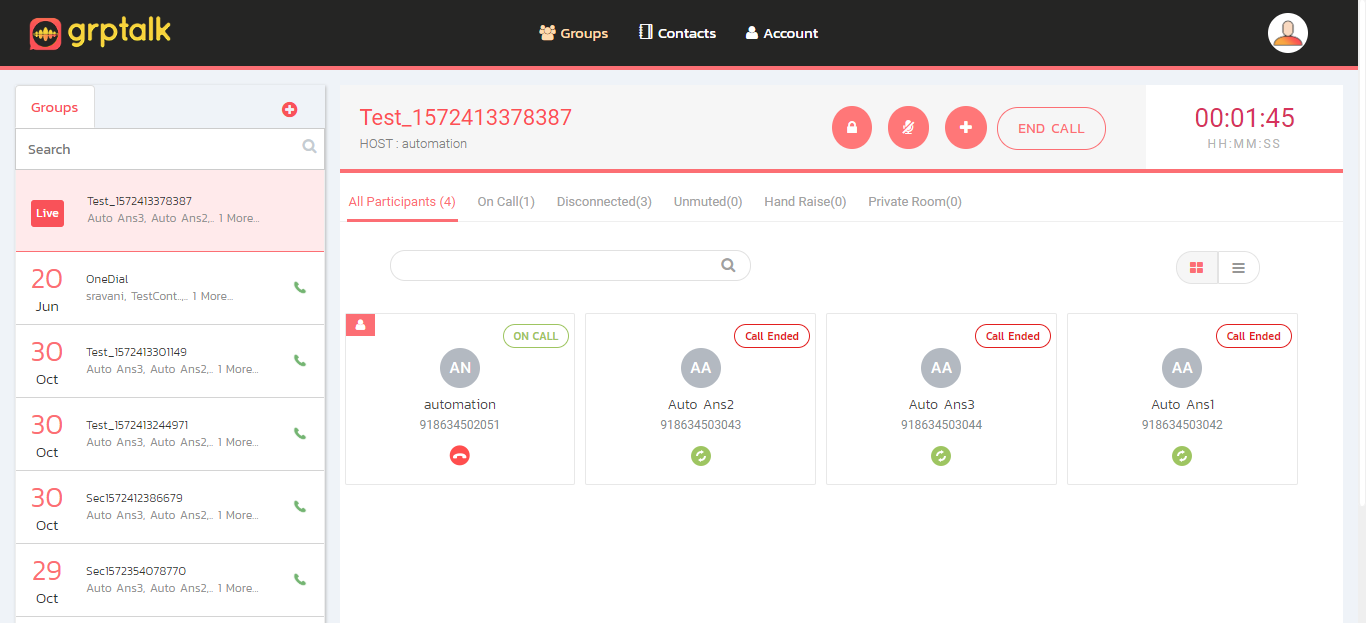 grptalk
Groups
Contacts
Account
Groups
Search
Live
Test_1572413378387
Auto Ans3, Auto Ans2,.. 1 More...
20
Jun
OneDial
sravani, TestCont..,.. 1 More...
30
Oct
Test_1572413301149
Auto Ans3, Auto Ans2,.. 1 More...
30
Oct
Test_1572413244971
Auto Ans3, Auto Ans2,.. 1 More...
30
Oct
Sec1572412386679
Auto Ans3, Auto Ans2,.. 1 More...
29
Oct
Sec1572354078770
Auto Ans3, Auto Ans2,.. 1 More...
Test_1572413378387
HOST : automation
END CALL
00:01:45
HH:MM:SS
All Participants (4)
On Call(1)
Disconnected(3)
Unmuted(0)
Hand Raise(0)
Private Room(0)
ON CALL
AN
automation
918634502051
Call Ended
AA
Auto Ans2
918634503043
Call Ended
AA
Auto Ans3
918634503044
Call Ended
AA
Auto Ans1
918634503042